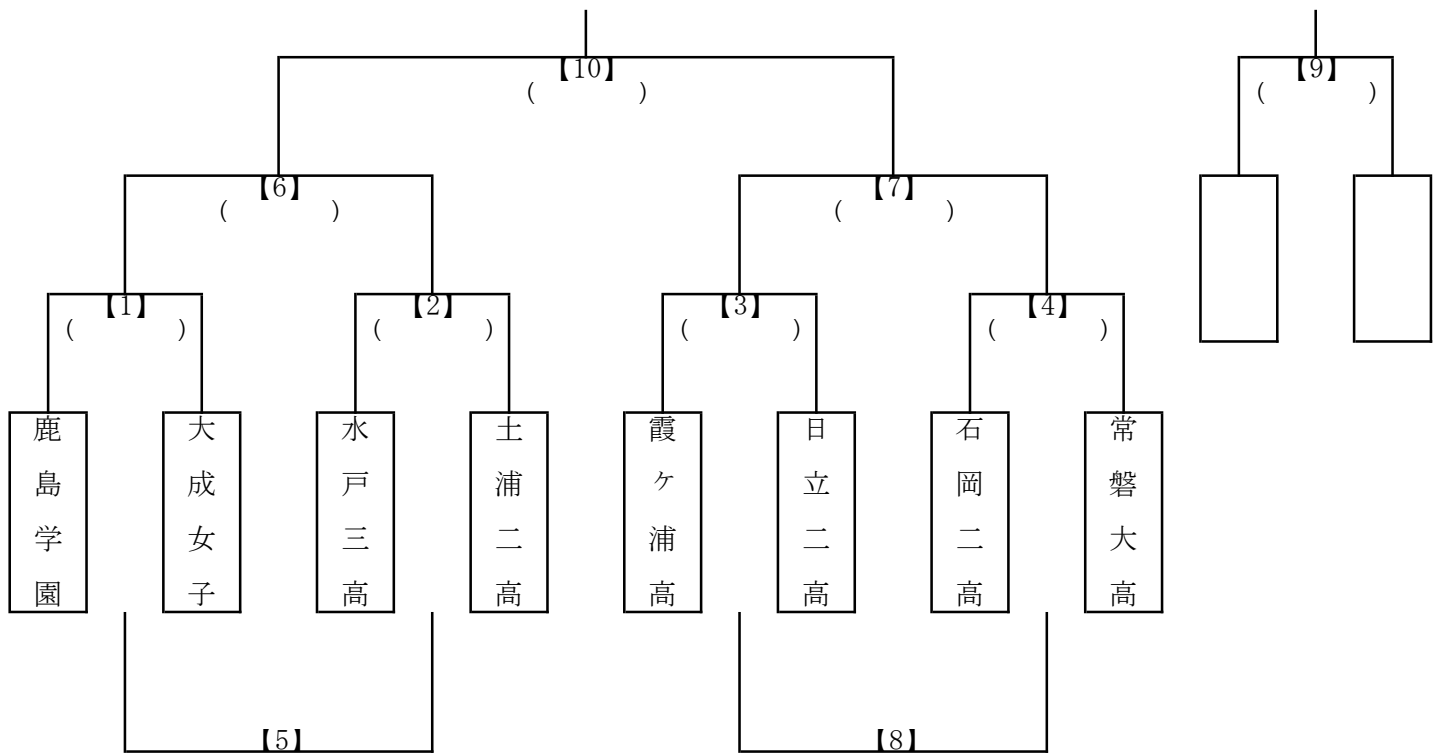 【10】
(　　　)
【9】
(　　　)
【6】
(　　　)
【7】
(　　　)
【1】
(　　　)
【2】
(　　　)
【3】
(　　　)
【4】
(　　　)
鹿島学園
大成女子
水戸三高
土浦二高
霞ケ浦高
日立二高
石岡二高
常磐大高
【5】
【8】